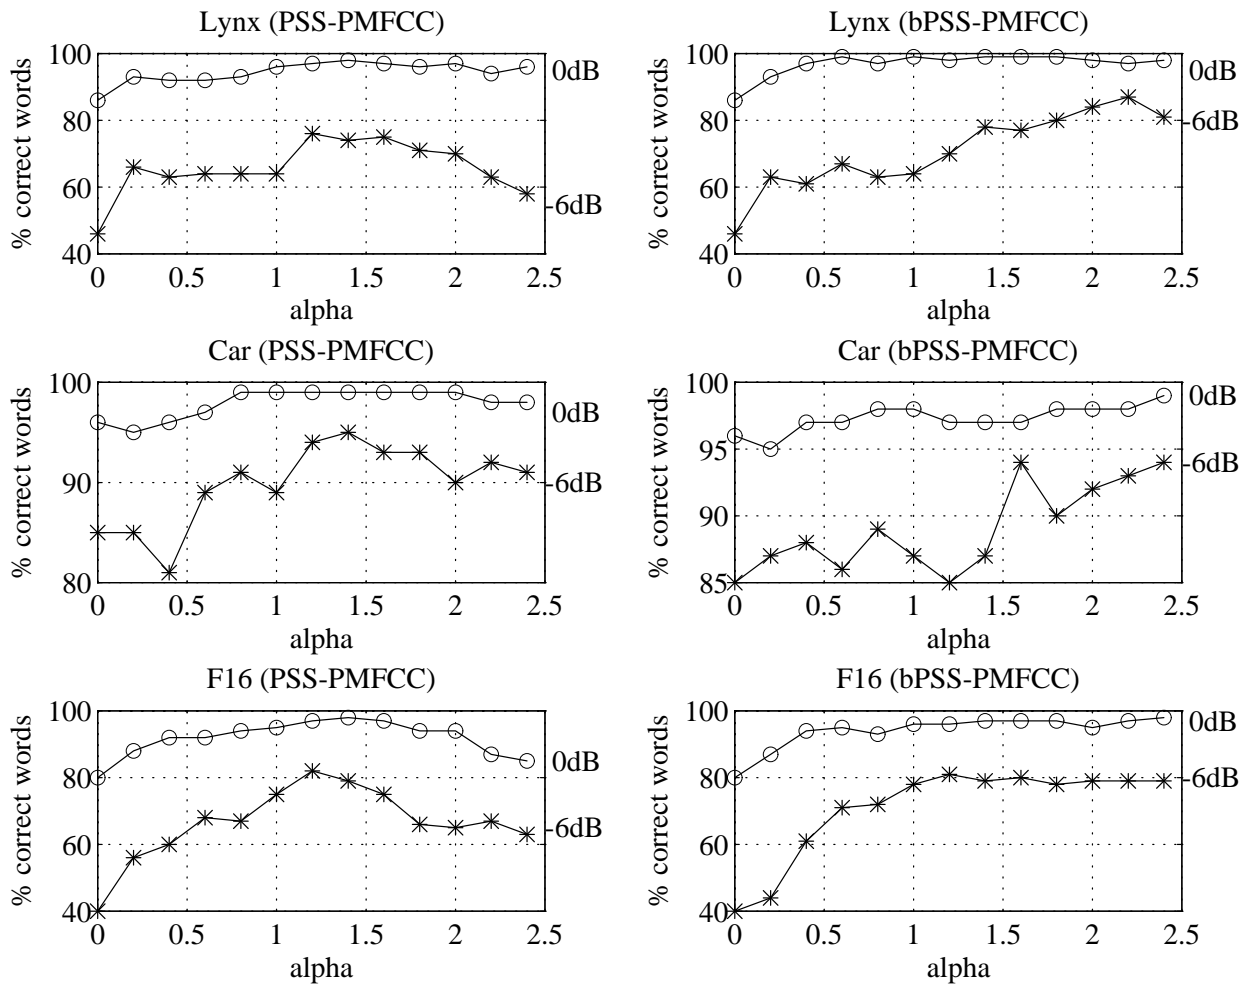 Lynx (PSS-PMFCC)
100
80
60
40
% correct words
0dB
-6dB
0 0.5 1 1.5 2 2.5
alpha
Lynx (bPSS-PMFCC)
100
80
60
40
% correct words
0dB
-6dB
0 0.5 1 1.5 2 2.5
alpha
Car (PSS-PMFCC)
100
90
80
% correct words
0dB
-6dB
0 0.5 1 1.5 2 2.5
alpha
Car (bPSS-PMFCC)
100
95
90
85
% correct words
0dB
-6dB
0 0.5 1 1.5 2 2.5
alpha
F16 (PSS-PMFCC)
100
80
60
40
% correct words
0dB
-6dB
0 0.5 1 1.5 2 2.5
alpha
F16 (bPSS-PMFCC)
100
80
60
40
% correct words
0dB
-6dB
0 0.5 1 1.5 2 2.5
alpha